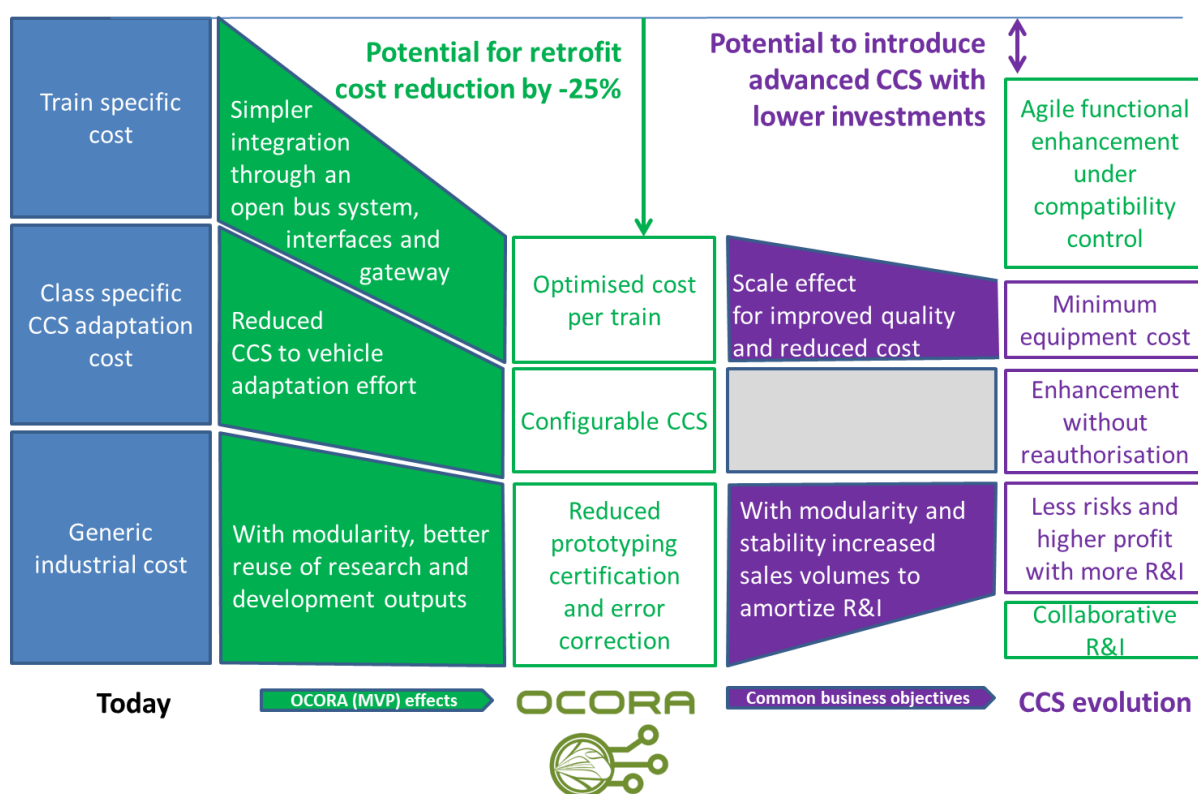 Train specific
cost
Class specific
CCS adaptation
cost
Generic
industrial cost
Today
Simpler
integration
through an
open bus system,
interfaces and
gateway
Reduced
CCS to vehicle
adaptation effort
With modularity, better
reuse of research and
development outputs
OCORA (MVP) effects
Potential for retrofit
cost reduction by -25%
Optimised cost
per train
Configurable CCS
Reduced
prototyping
certification
and error
correction
OCORA
Potential to introduce
advanced CCS with
lower investments
Scale effect
for improved quality
and reduced cost
With modularity and
stability increased
sales volumes to
amortize R&I
Common business objectives
Agile functional
enhancement
under
compatibility
control
Minimum
equipment cost
Enhancement
without
reauthorisation
Less risks and
higher profit
with more R&I
Collaborative
R&I
CCS evolution